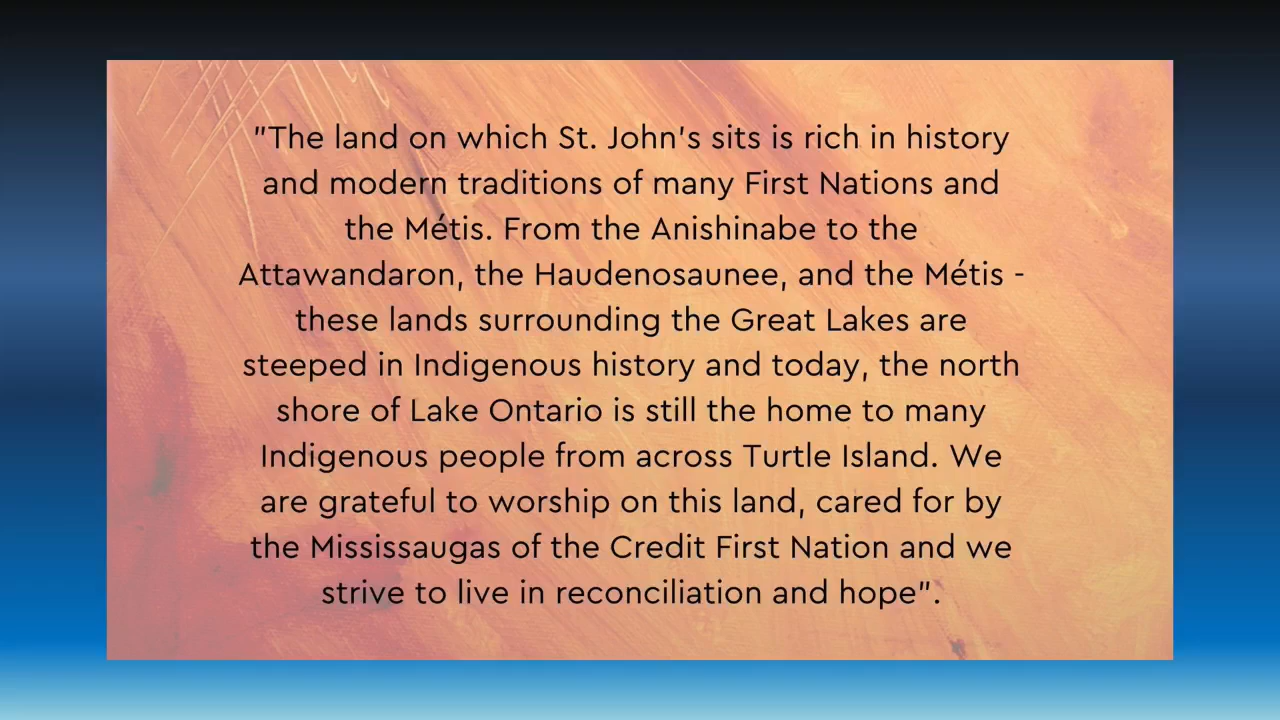 "The land on which St. John's sits is rich in history
and modern traditions of many First Nations and
the Métis. From the Anishinabe to the
Attawandaron, the Haudenosaunee, and the Métis -
these lands surrounding the Great Lakes are
steeped in Indigenous history and today, the north
shore of Lake Ontario is still the home to many
Indigenous people from across Turtle Island. We
are grateful to worship on this land, cared for by
the Mississaugas of the Credit First Nation and we
strive to live in reconciliation and hope".